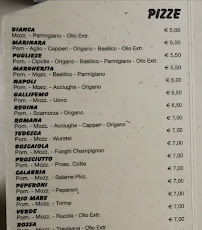 PIZZE
BIANCA € 5,00
Mozz. - Parmigiano - Olio Extr.
MARINARA € 5,00
Pom. - Aglio - Capperi - Origano - Basilico - Olio Extr.
PUGLIESE € 5,50
Pom. - Cipolle - Origano - Basilico - Parmigiano
MARGHERITA € 5,50
Pom. - Mozz. - Basilico - Parmigiano
NAPOLI € 6,00
Pom. - Mozz. - Acciughe - Origano
GALLIFEMO € 6,50
Pom. - Mozz. - Uovo
REGINA
Pom. - Scamorza - Origano
ROMANA € 7,00
Pom. - Mozz. - Acciughe - Capperi - Origano
TEDESCA € 7,00
Pom. - Mozz. - Wurstel
BOSCAIOLA € 7,00
Pom. - Mozz. - Funghi Champignon
PROSCIUTTO € 7,00
Pom. - Mozz. - Prosc. Cotto
CALABRIA € 7,00
Pom. - Mozz. - Salame Picc.
PEPERONI € 7,00
Pom. - Mozz. - Peperoni
RIO MARE € 7,00
Pom. - Mozz. - Tonno
VERDE € 7,00
Pom. - Mozz. - Rucola - Olio Extr.
ROSSA € 7,00
- Olio Extr.